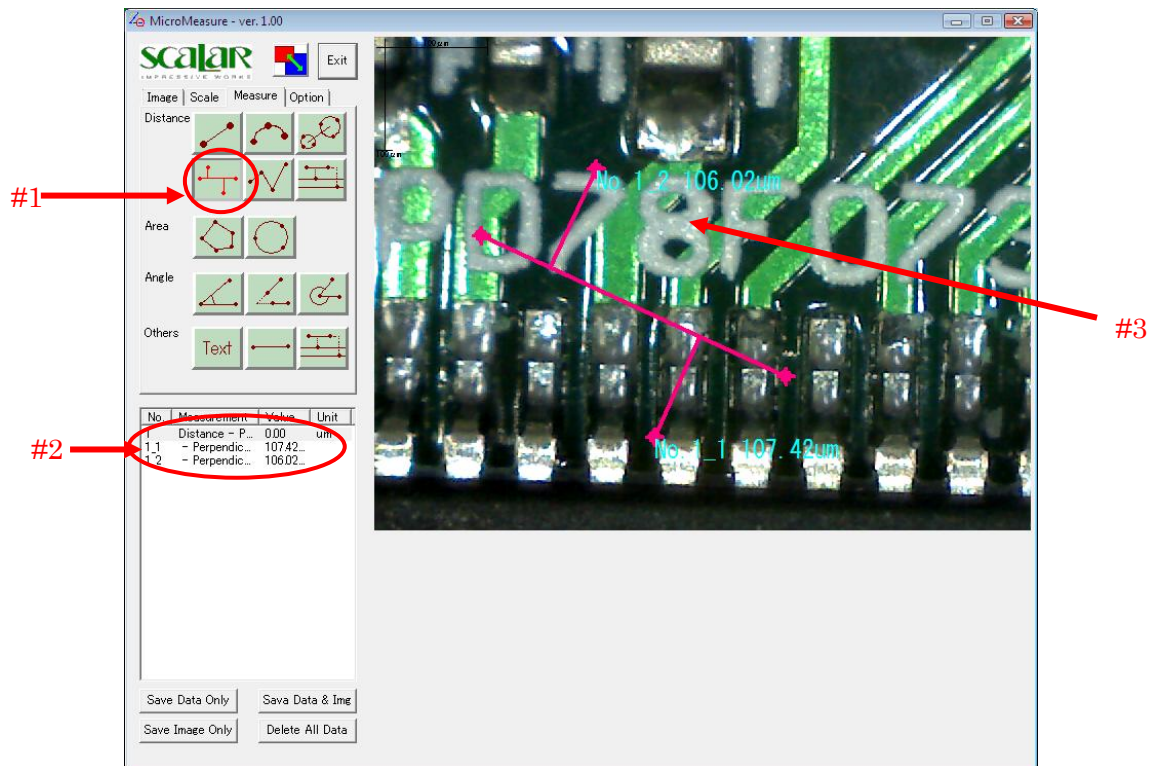 MicroMeasure - ver. 1.00
scalar
IMPRESSIVE WORKS
Exit
Image Scale Measure Option
Distance
#1
Area
Angle
Others
Text
No. Measurement Value Unit
1 Distance - P... 0.00 um
#2
1_1 - Perpendic... 107.42...
1_2 - Perpendic... 106.02...
Save Data Only Sava Data & Img
Save Image Only Delete All Data
No.1_2 106.02um
PD78F073
#3
No.1_1 107.42um